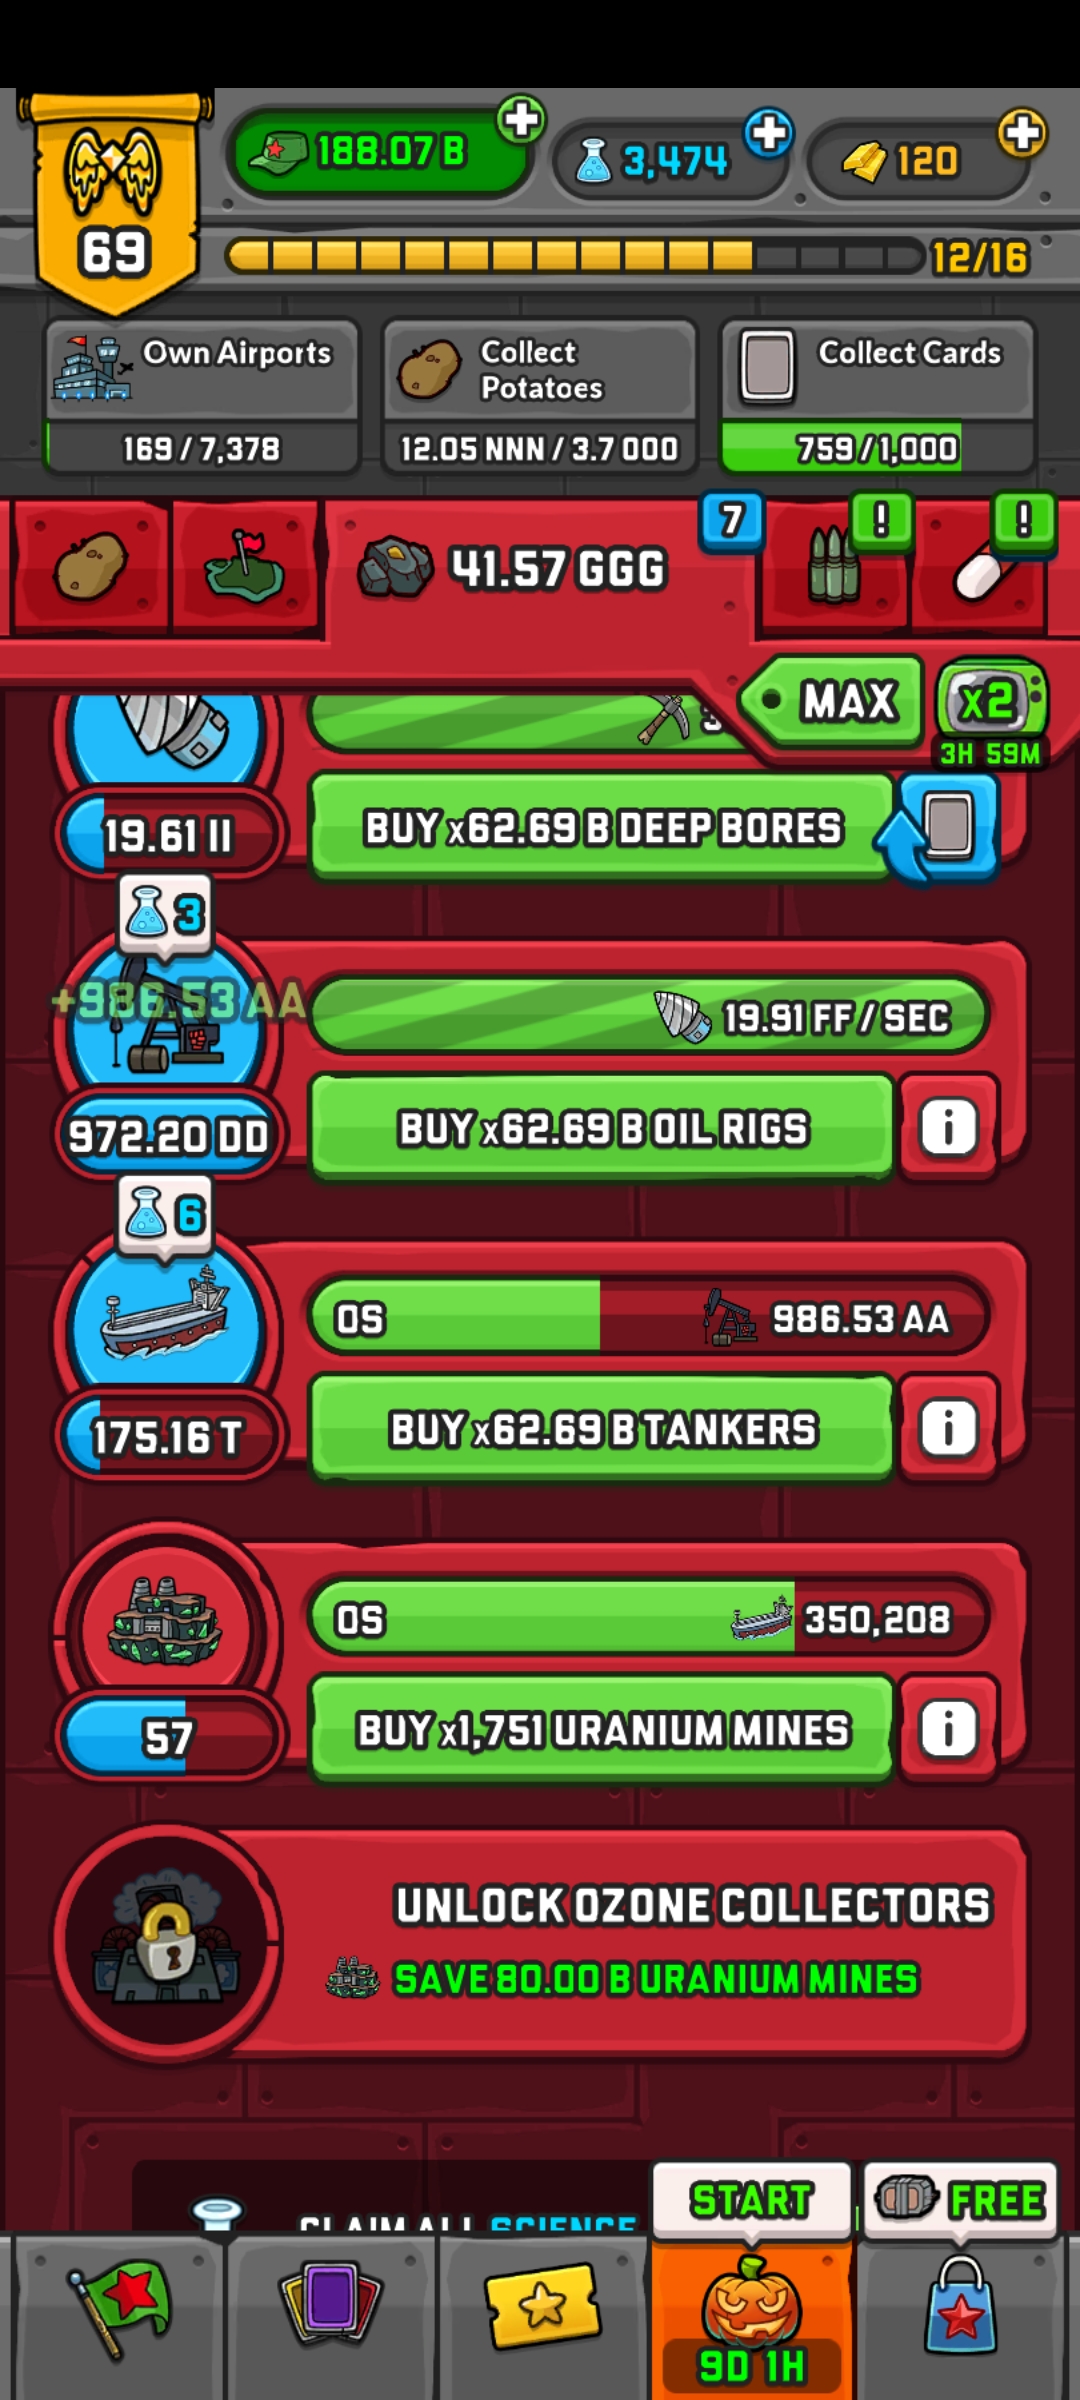 69
188.07 B
3,474
120
12/16
Own Airports
169 / 7,378
Collect
Potatoes
12.05 NNN / 3.7 OOO
Collect Cards
759 / 1,000
41.57 GGG
7
!
!
MAX
x2
3H 59M
19.61 II
BUY x62.69 B DEEP BORES
3
+986.53 AA
19.91 FF / SEC
972.20 DD
BUY x62.69 B OIL RIGS
i
6
0S
986.53 AA
175.16 T
BUY x62.69 B TANKERS
i
0S
350,208
57
BUY x1,751 URANIUM MINES
i
UNLOCK OZONE COLLECTORS
SAVE 80.00 B URANIUM MINES
CLAIM ALL SCIENCE
START
FREE
9D 1H